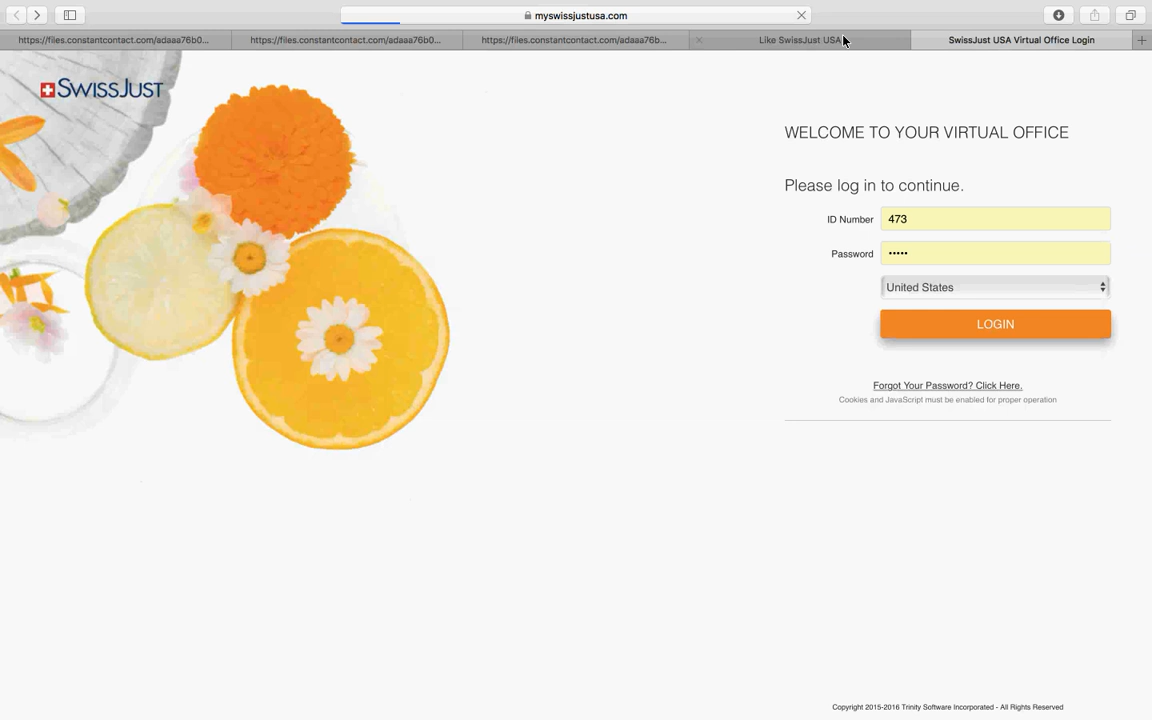 myswissjustusa.com
https://files.constantcontact.com/adaaa76b0...
https://files.constantcontact.com/adaaa76b0...
https://files.constantcontact.com/adaaa76b...
Like SwissJust USA
SwissJust USA Virtual Office Login
SWISSJUST
WELCOME TO YOUR VIRTUAL OFFICE
Please log in to continue.
ID Number 473
Password •••••
United States
LOGIN
Forgot Your Password? Click Here.
Cookies and JavaScript must be enabled for proper operation
Copyright 2015-2016 Trinity Software Incorporated - All Rights Reserved